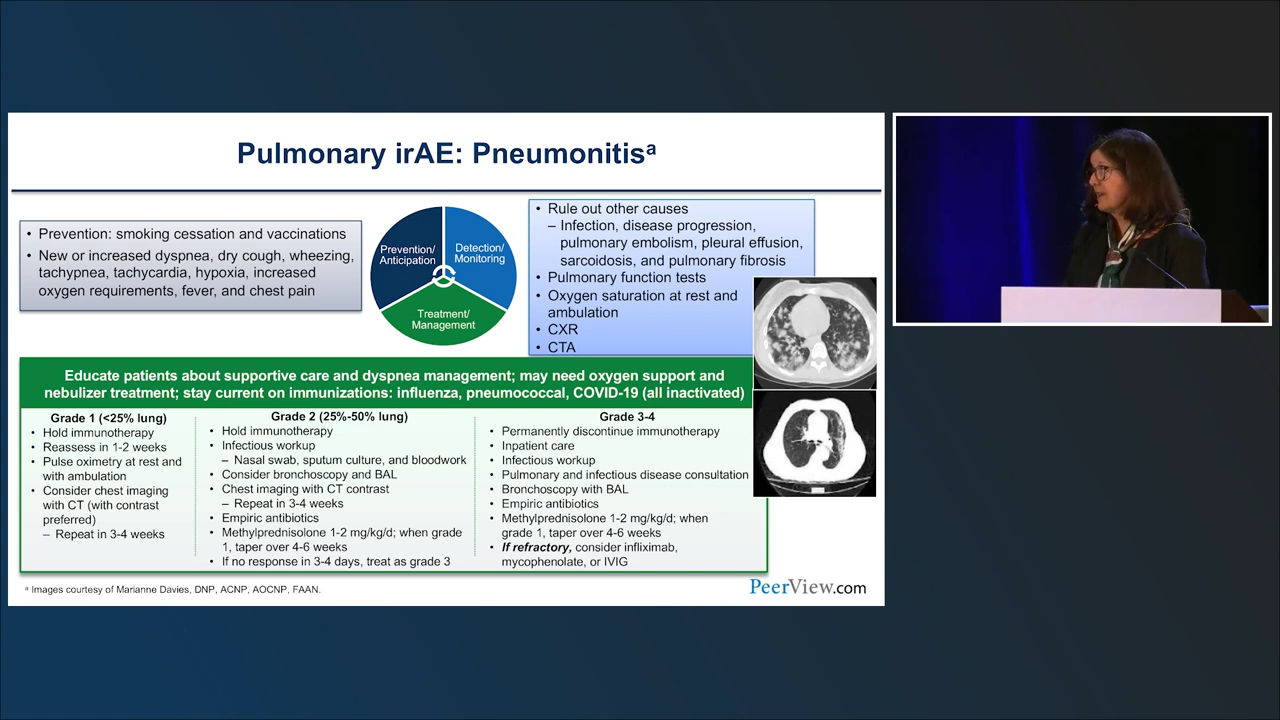 Pulmonary irAE: Pneumonitisᵃ
• Prevention: smoking cessation and vaccinations
• New or increased dyspnea, dry cough, wheezing,
tachypnea, tachycardia, hypoxia, increased
oxygen requirements, fever, and chest pain
Prevention/
Anticipation
Detection/
Monitoring
Treatment/
Management
• Rule out other causes
– Infection, disease progression,
pulmonary embolism, pleural effusion,
sarcoidosis, and pulmonary fibrosis
• Pulmonary function tests
• Oxygen saturation at rest and
ambulation
• CXR
• CTA
Educate patients about supportive care and dyspnea management; may need oxygen support and
nebulizer treatment; stay current on immunizations: influenza, pneumococcal, COVID-19 (all inactivated)
Grade 1 (<25% lung)
• Hold immunotherapy
• Reassess in 1-2 weeks
• Pulse oximetry at rest and
with ambulation
• Consider chest imaging
with CT (with contrast
preferred)
– Repeat in 3-4 weeks
Grade 2 (25%-50% lung)
• Hold immunotherapy
• Infectious workup
– Nasal swab, sputum culture, and bloodwork
• Consider bronchoscopy and BAL
• Chest imaging with CT contrast
– Repeat in 3-4 weeks
• Empiric antibiotics
• Methylprednisolone 1-2 mg/kg/d; when grade
1, taper over 4-6 weeks
• If no response in 3-4 days, treat as grade 3
Grade 3-4
• Permanently discontinue immunotherapy
• Inpatient care
• Infectious workup
• Pulmonary and infectious disease consultation
• Bronchoscopy with BAL
• Empiric antibiotics
• Methylprednisolone 1-2 mg/kg/d; when
grade 1, taper over 4-6 weeks
• If refractory, consider infliximab,
mycophenolate, or IVIG
ᵃ Images courtesy of Marianne Davies, DNP, ACNP, AOCNP, FAAN.
PeerView.com